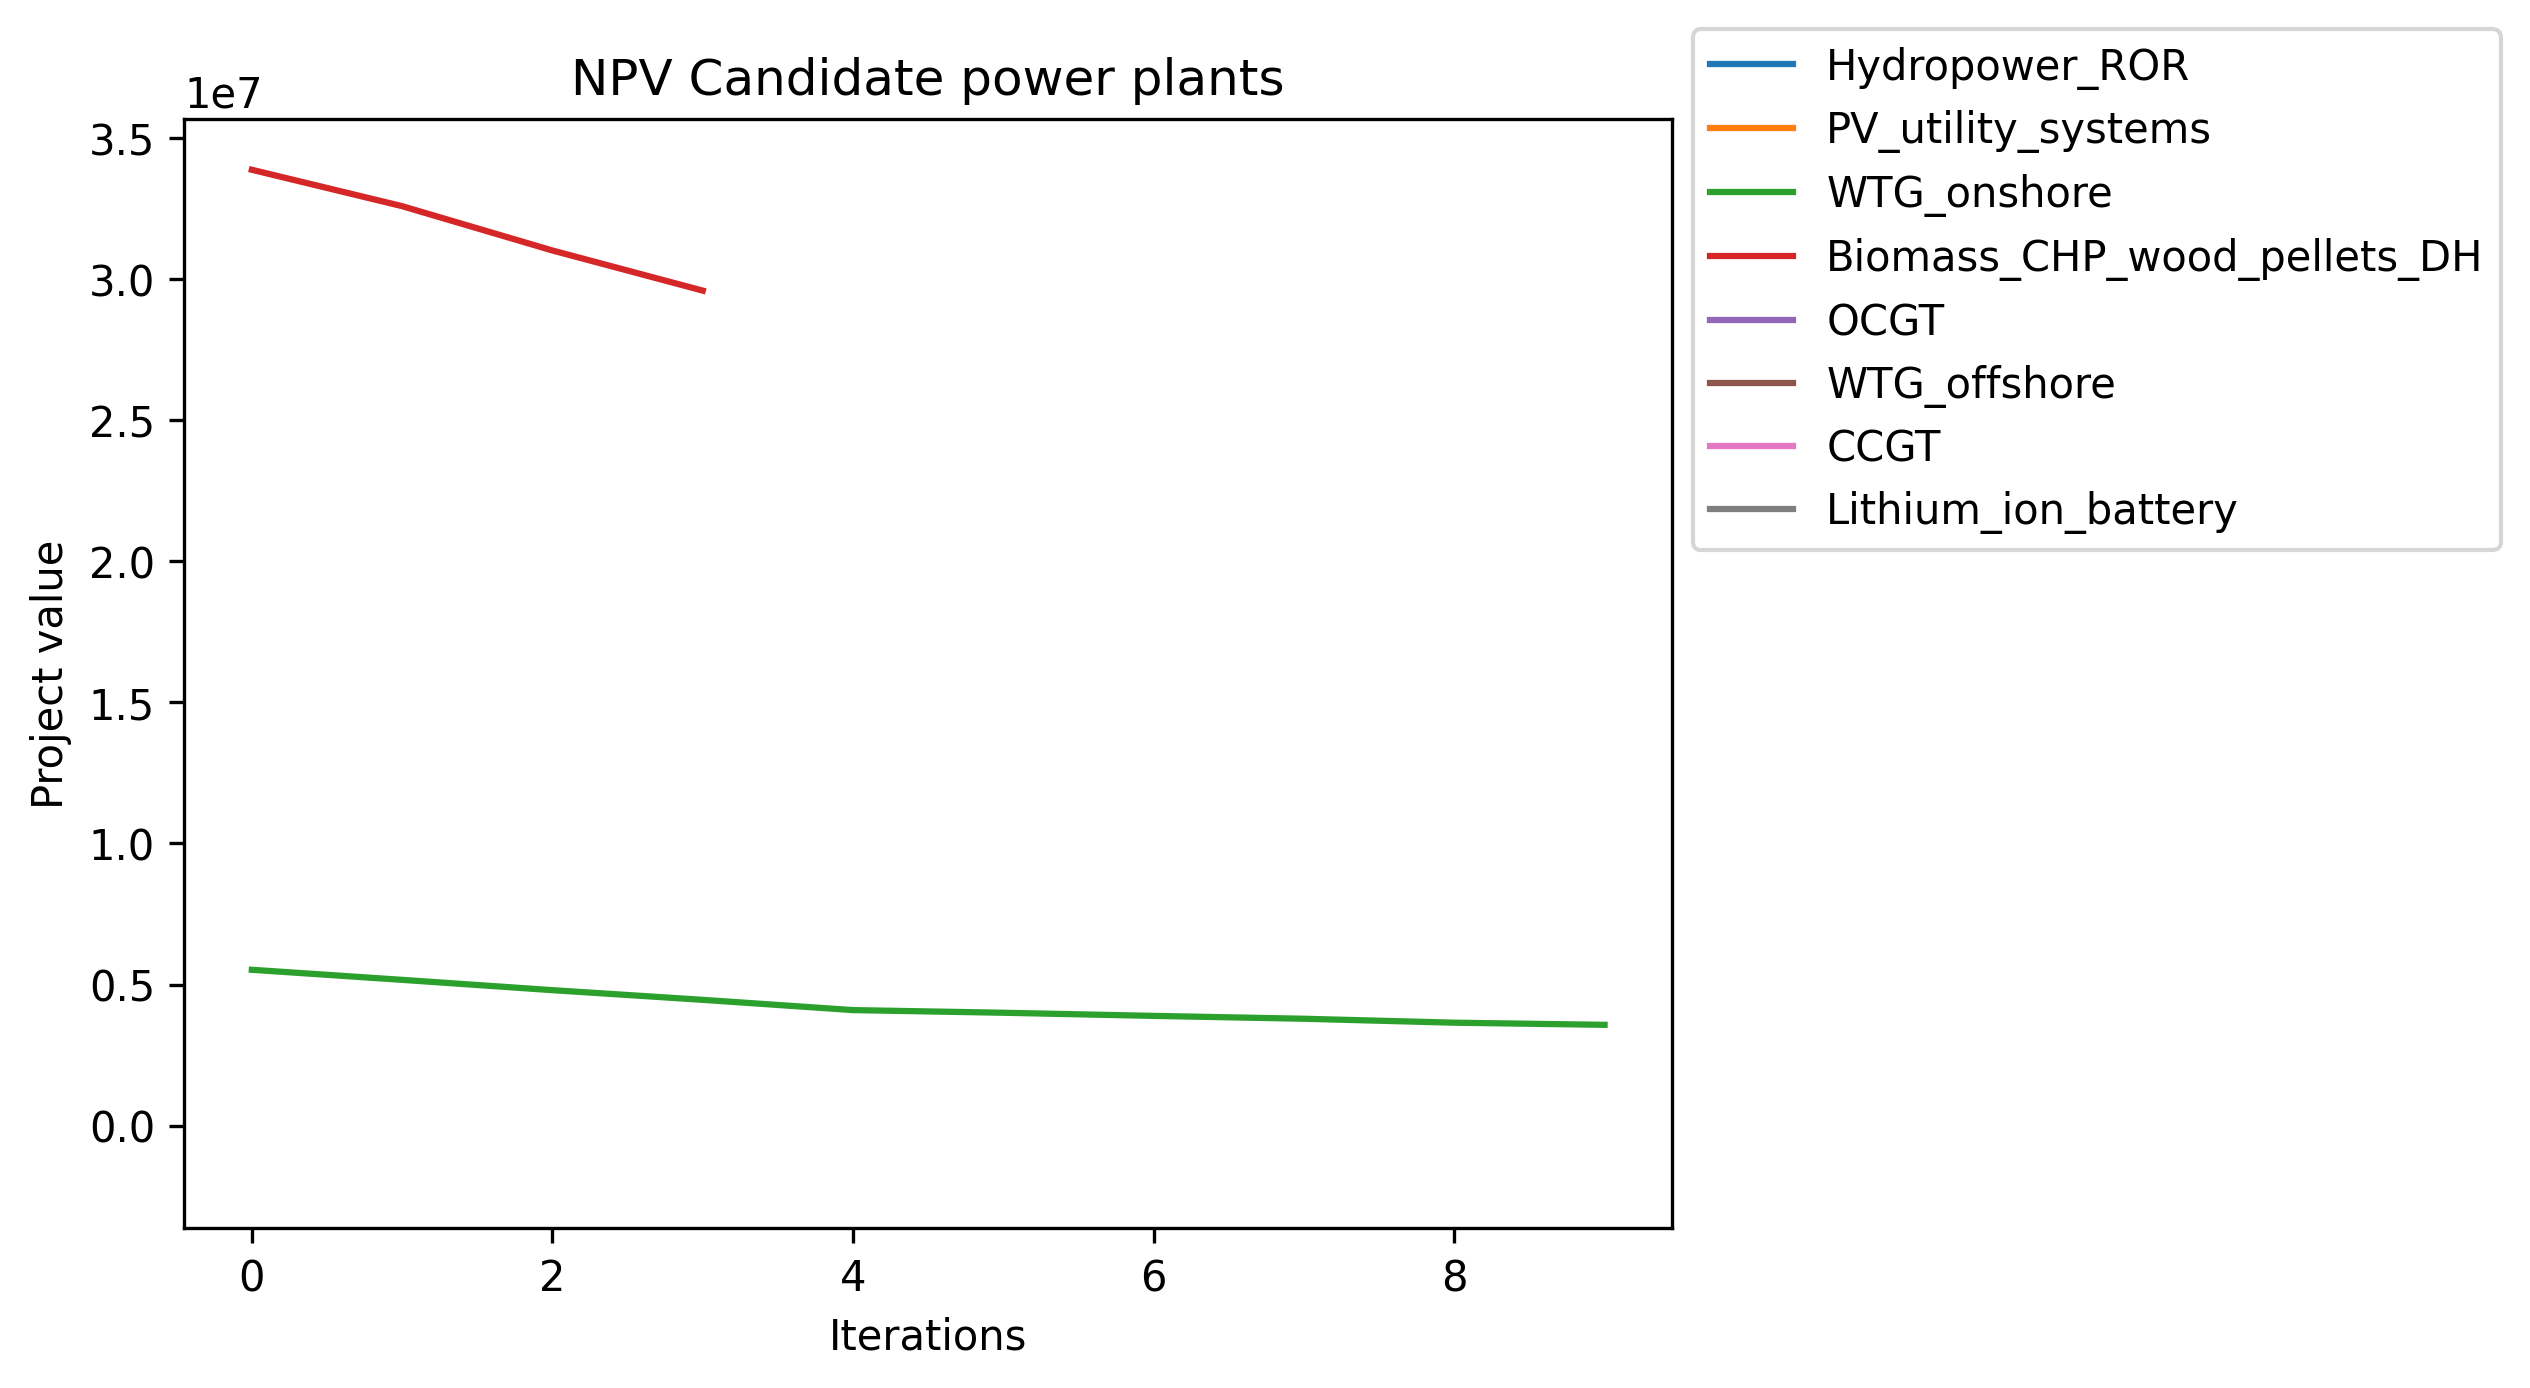 NPV Candidate power plants
1e7
3.5
3.0
2.5
2.0
1.5
1.0
0.5
0.0
Project value
0 2 4 6 8
Iterations
Hydropower_ROR
PV_utility_systems
WTG_onshore
Biomass_CHP_wood_pellets_DH
OCGT
WTG_offshore
CCGT
Lithium_ion_battery